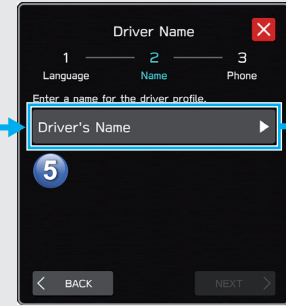 Driver Name
1 2 3
Language Name Phone
Enter a name for the driver profile.
Driver's Name
5
BACK NEXT